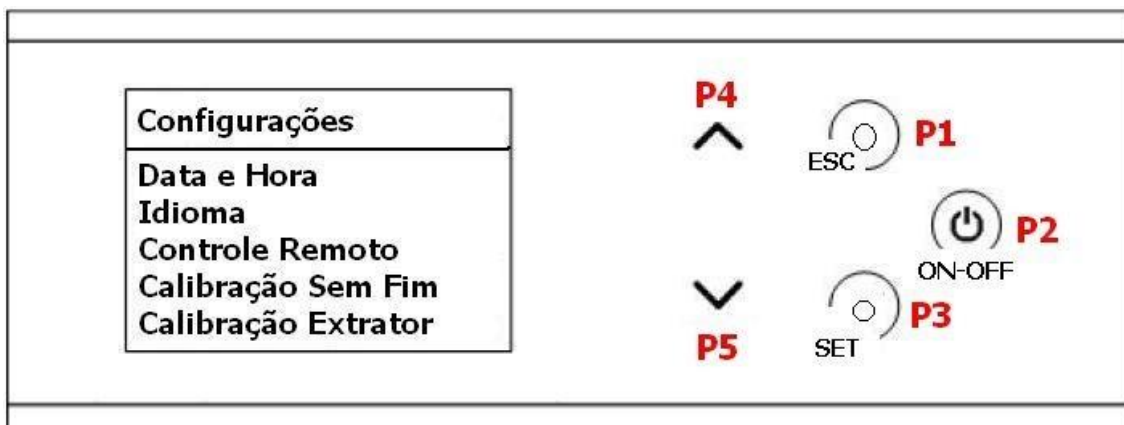 Configurações
Data e Hora
Idioma
Controle Remoto
Calibração Sem Fim
Calibração Extrator
P4
P1
ESC
P2
ON-OFF
P3
SET
P5